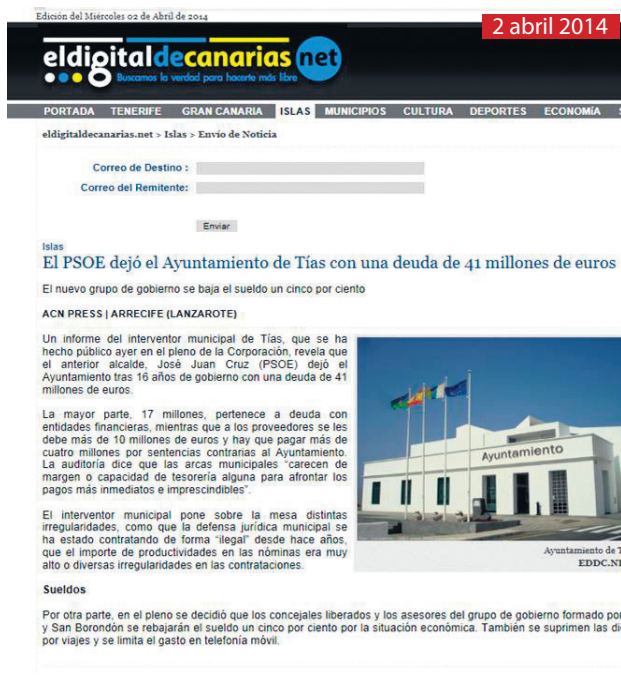 Edición del Miércoles 02 de Abril de 2014
2 abril 2014
eldigitaldecanarias net
Buscamos la verdad para hacerte más libre
PORTADA TENERIFE GRAN CANARIA ISLAS MUNICIPIOS CULTURA DEPORTES ECONOMÍA
eldigitaldecanarias.net > Islas > Envío de Noticia
Correo de Destino :
Correo del Remitente:
Enviar
Islas
El PSOE dejó el Ayuntamiento de Tías con una deuda de 41 millones de euros
El nuevo grupo de gobierno se baja el sueldo un cinco por ciento
ACN PRESS | ARRECIFE (LANZAROTE)
Un informe del interventor municipal de Tías, que se ha
hecho público ayer en el pleno de la Corporación, revela que
el anterior alcalde, José Juan Cruz (PSOE) dejó el
Ayuntamiento tras 16 años de gobierno con una deuda de 41
millones de euros.
La mayor parte, 17 millones, pertenece a deuda con
entidades financieras, mientras que a los proveedores se les
debe más de 10 millones de euros y hay que pagar más de
cuatro millones por sentencias contrarias al Ayuntamiento.
La auditoría dice que las arcas municipales "carecen de
margen o capacidad de tesorería alguna para afrontar los
pagos más inmediatos e imprescindibles".
El interventor municipal pone sobre la mesa distintas
irregularidades, como que la defensa jurídica municipal se
ha estado contratando de forma "ilegal" desde hace años,
que el importe de productividades en las nóminas era muy
alto o diversas irregularidades en las contrataciones.
Ayuntamiento
Ayuntamiento de T
EDDC.NE
Sueldos
Por otra parte, en el pleno se decidió que los concejales liberados y los asesores del grupo de gobierno formado por
y San Borondón se rebajarán el sueldo un cinco por ciento por la situación económica. También se suprimen las di
por viajes y se limita el gasto en telefonía móvil.